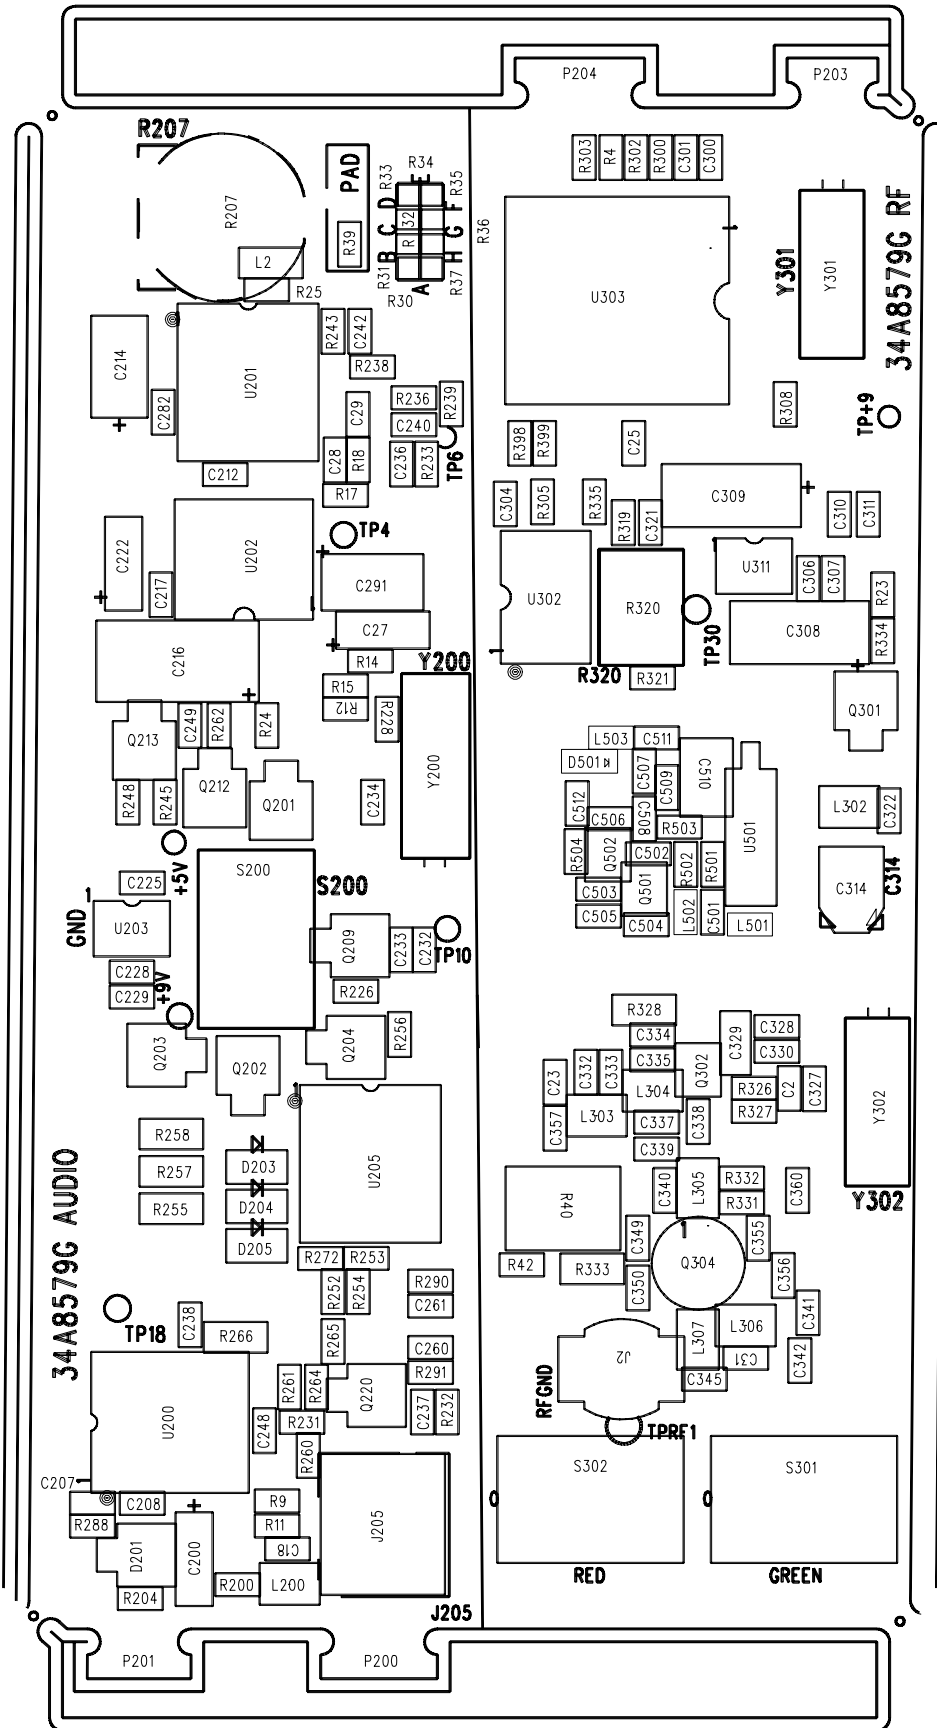 P204
P203
R207
PAD
R33
R34
R35
R303
R4
R302
R300
C301
C300
D
F
R207
R39
C
32
G
R36
34A8579G RF
B
R
H
Y301
Y301
L2
R31
R37
R25
R30
A
U303
C214
R243
C242
U201
R238
C282
C29
R236
R239
R308
TP+9
C240
R398
R399
C25
C28
R18
C236
R233
TP6
C212
R17
C304
R305
R335
C309
C310
C311
R319
C321
TP4
C222
U202
C217
C291
U302
R320
U311
C306
C307
R23
C27
TP30
C308
R334
C216
R14
Y200
R320
R321
R15
R12
R228
Q301
C249
R262
R24
Q213
L503
C511
D501
C507
C510
Y200
Q212
C509
R248
R245
Q201
C234
C512
C506
C508
R503
U501
L302
C322
R504
Q502
C502
R502
R501
+5V
S200
S200
C225
C503
Q501
C314
C314
GND
1
U203
C505
C504
L502
C501
L501
Q209
C233
C232
TP10
C228
C229
+9V
R226
R328
C334
C329
C328
C330
Q203
Q204
R256
Q202
C335
C332
C333
C23
L304
Q302
R326
C2
C327
Y302
L303
R327
C357
C337
C338
R258
C339
D203
R257
U205
C340
L305
R332
C360
R331
D204
R255
R40
Y302
D205
C349
C355
34A8579G AUDIO
R272
R253
R42
R333
Q304
C356
R252
R254
R290
C350
C261
C341
TP18
C238
R266
R265
L307
L306
C260
J2
C31
C342
R291
R261
R264
Q220
C345
RFGND
U200
C248
R231
C237
R232
TPRF1
R260
S302
S301
C207
1
C208
R9
R288
R11
J205
C18
D201
C200
R200
L200
R204
RED
GREEN
J205
P201
P200